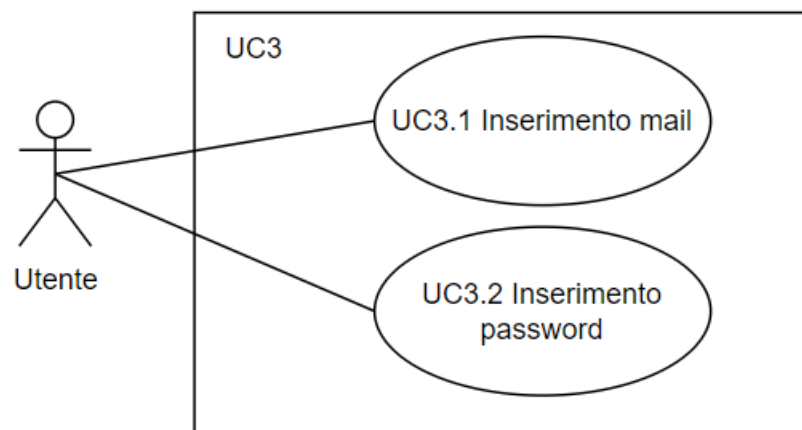 UC3
UC3.1 Inserimento mail
Utente
UC3.2 Inserimento
password